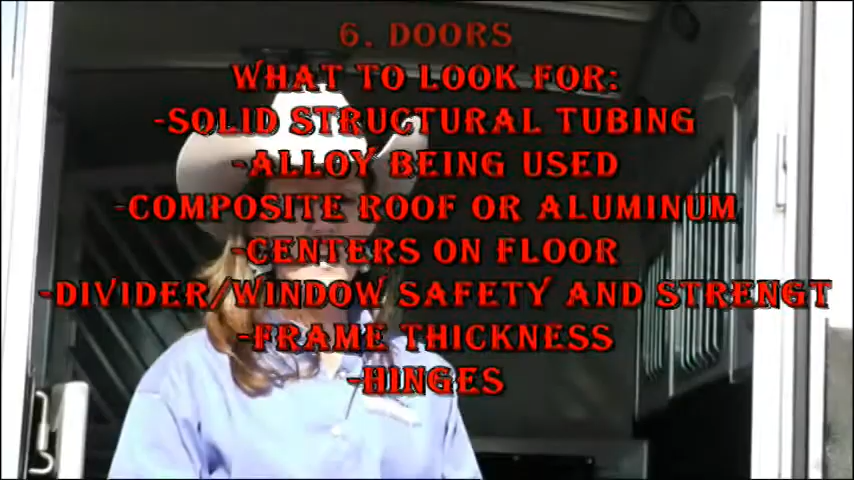 6. DOORS
WHAT TO LOOK FOR:
-SOLID STRUCTURAL TUBING
-ALLOY BEING USED
-COMPOSITE ROOF OR ALUMINUM
-CENTERS ON FLOOR
-DIVIDER/WINDOW SAFETY AND STRENGT
-FRAME THICKNESS
-HINGES